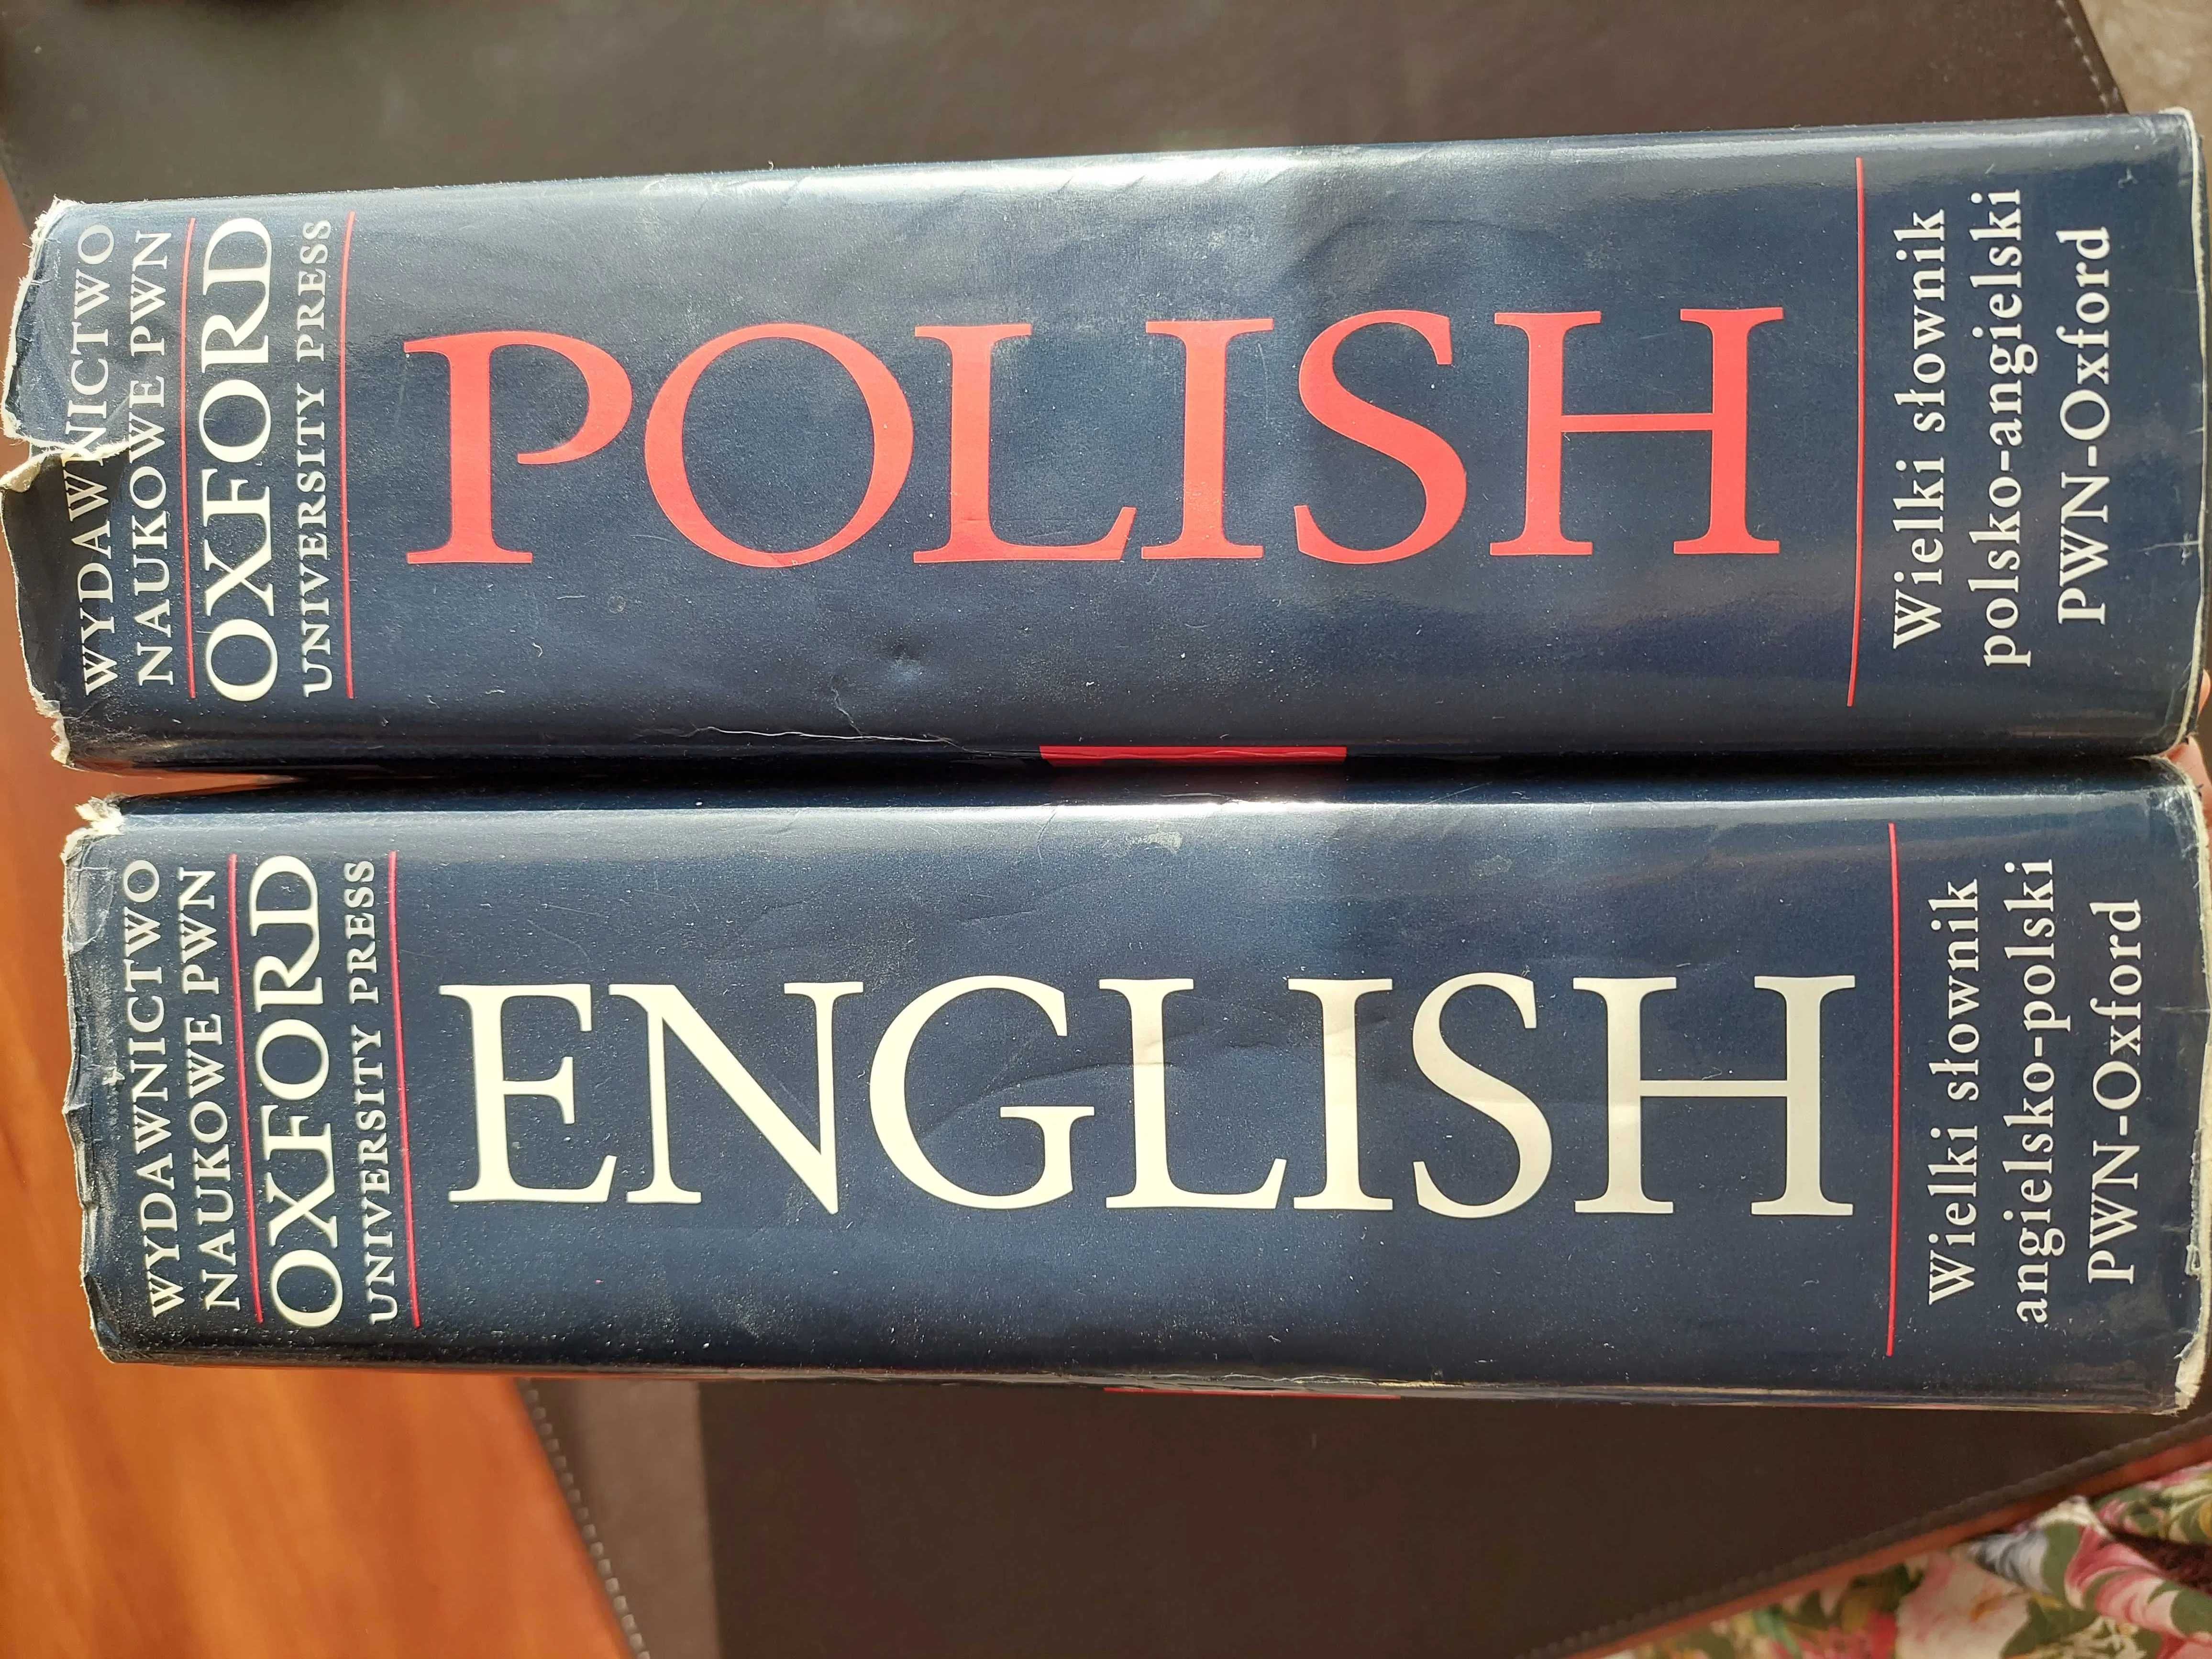 WYDAWNICTWO
NAUKOWE PWN
OXFORD
UNIVERSITY PRESS
POLISH
Wielki słownik
polsko-angielski
PWN-Oxford
WYDAWNICTWO
NAUKOWE PWN
OXFORD
UNIVERSITY PRESS
ENGLISH
Wielki słownik
angielsko-polski
PWN-Oxford